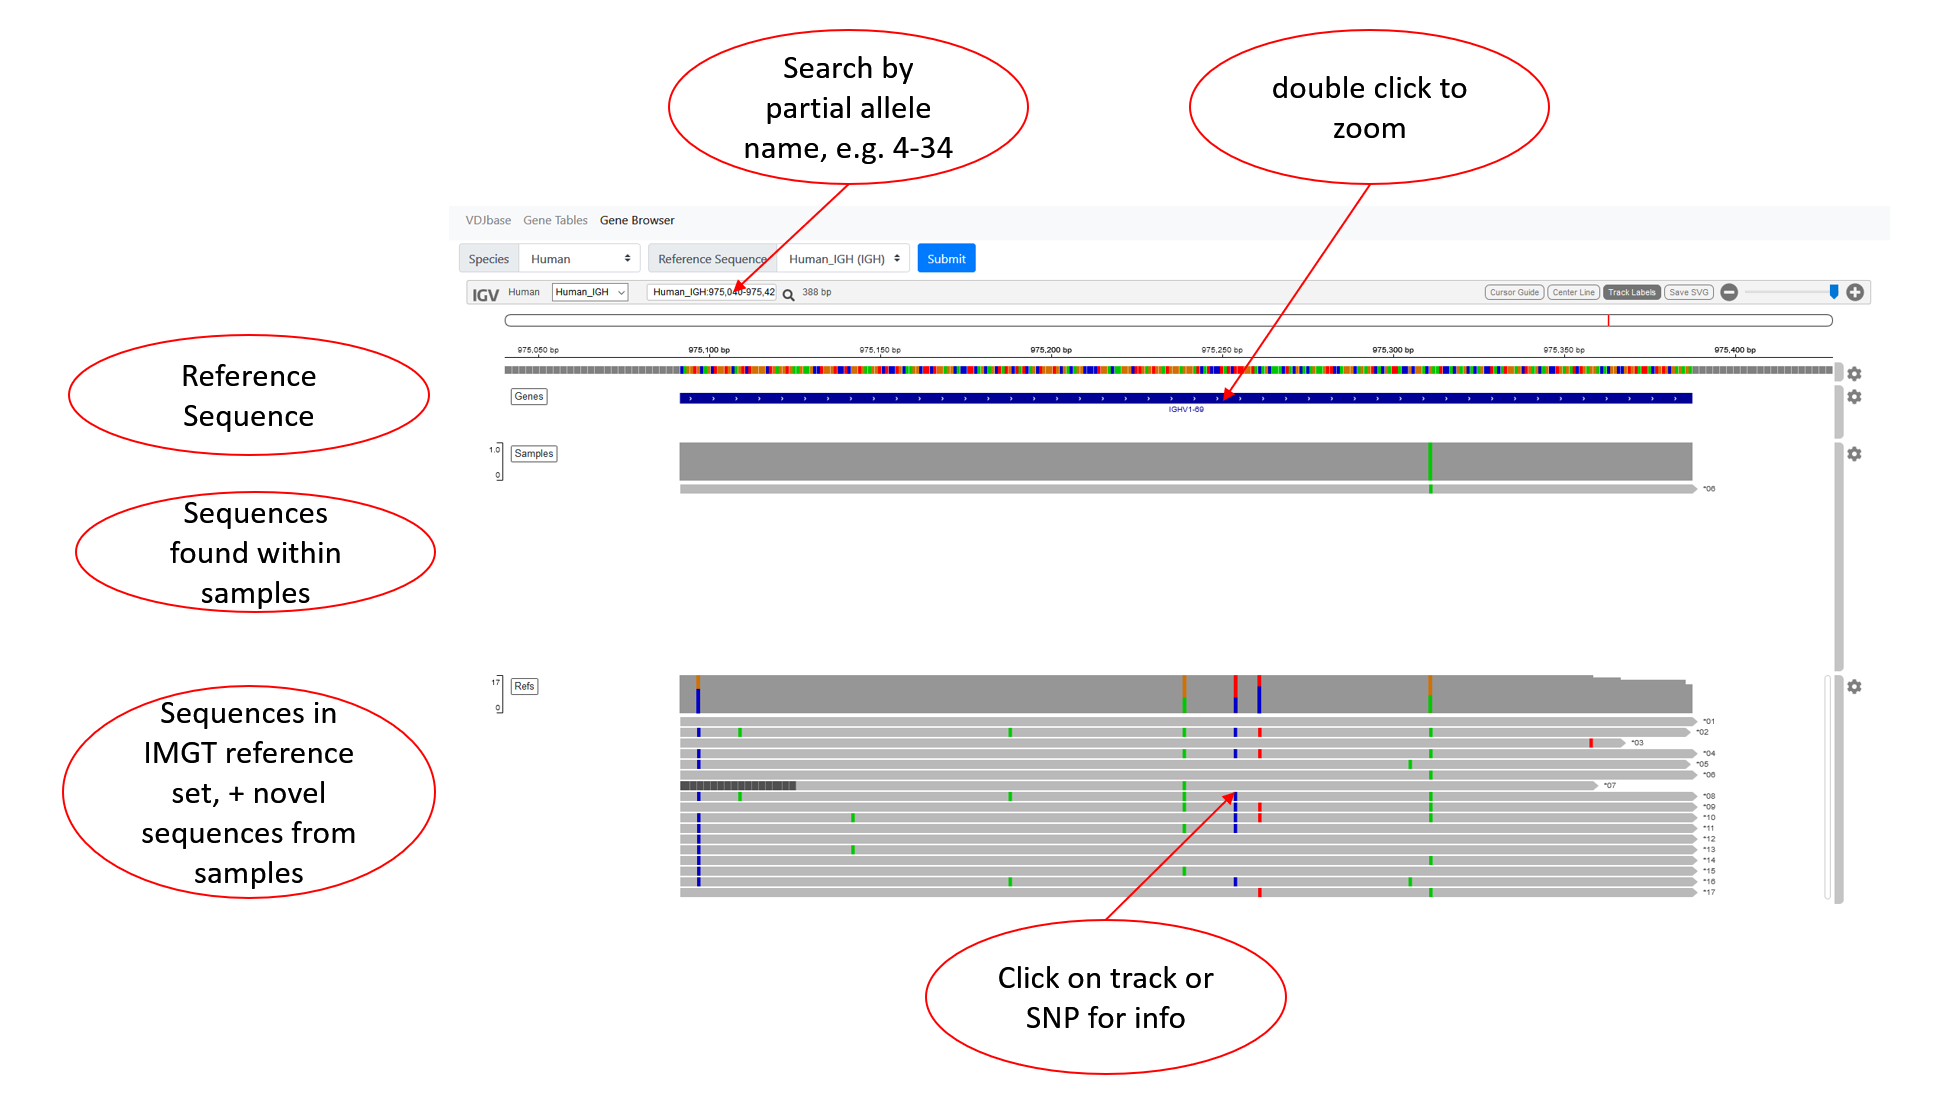 Search by
partial allele
name, e.g. 4-34
double click to
zoom
VDJbase Gene Tables Gene Browser
Species Human Reference Sequence Human_IGH (IGH) Submit
IGV Human Human_IGH Human_IGH:975,040-975,42 388 bp Cursor Guide Center Line Track Labels Save SVG
975,050 bp 975,100 bp 975,150 bp 975,200 bp 975,250 bp 975,300 bp 975,350 bp 975,400 bp
Reference
Sequence
Genes
IGHV1-69
1.0
Samples
0
*06
Sequences
found within
samples
17
Refs
0
Sequences in
IMGT reference
set, + novel
sequences from
samples
*01
*02
*03
*04
*05
*06
*07
*08
*09
*10
*11
*12
*13
*14
*15
*16
*17
Click on track or
SNP for info